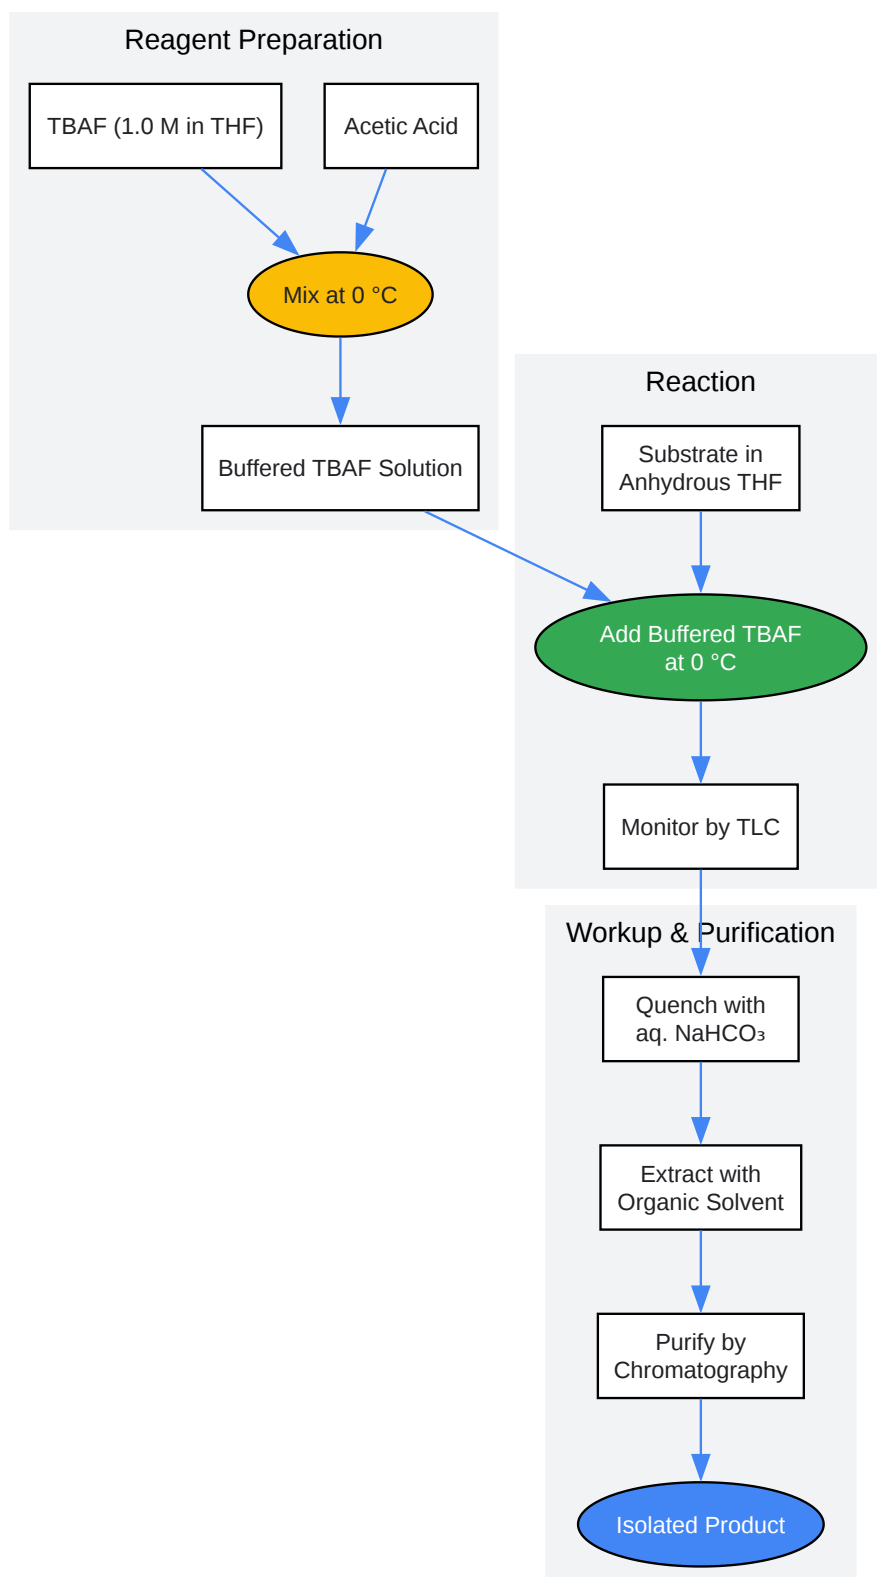 Reagent Preparation
TBAF (1.0 M in THF)
Acetic Acid
Mix at 0 °C
Buffered TBAF Solution
Reaction
Substrate in
Anhydrous THF
Add Buffered TBAF
at 0 °C
Monitor by TLC
Workup & Purification
Quench with
aq. NaHCO₃
Extract with
Organic Solvent
Purify by
Chromatography
Isolated Product